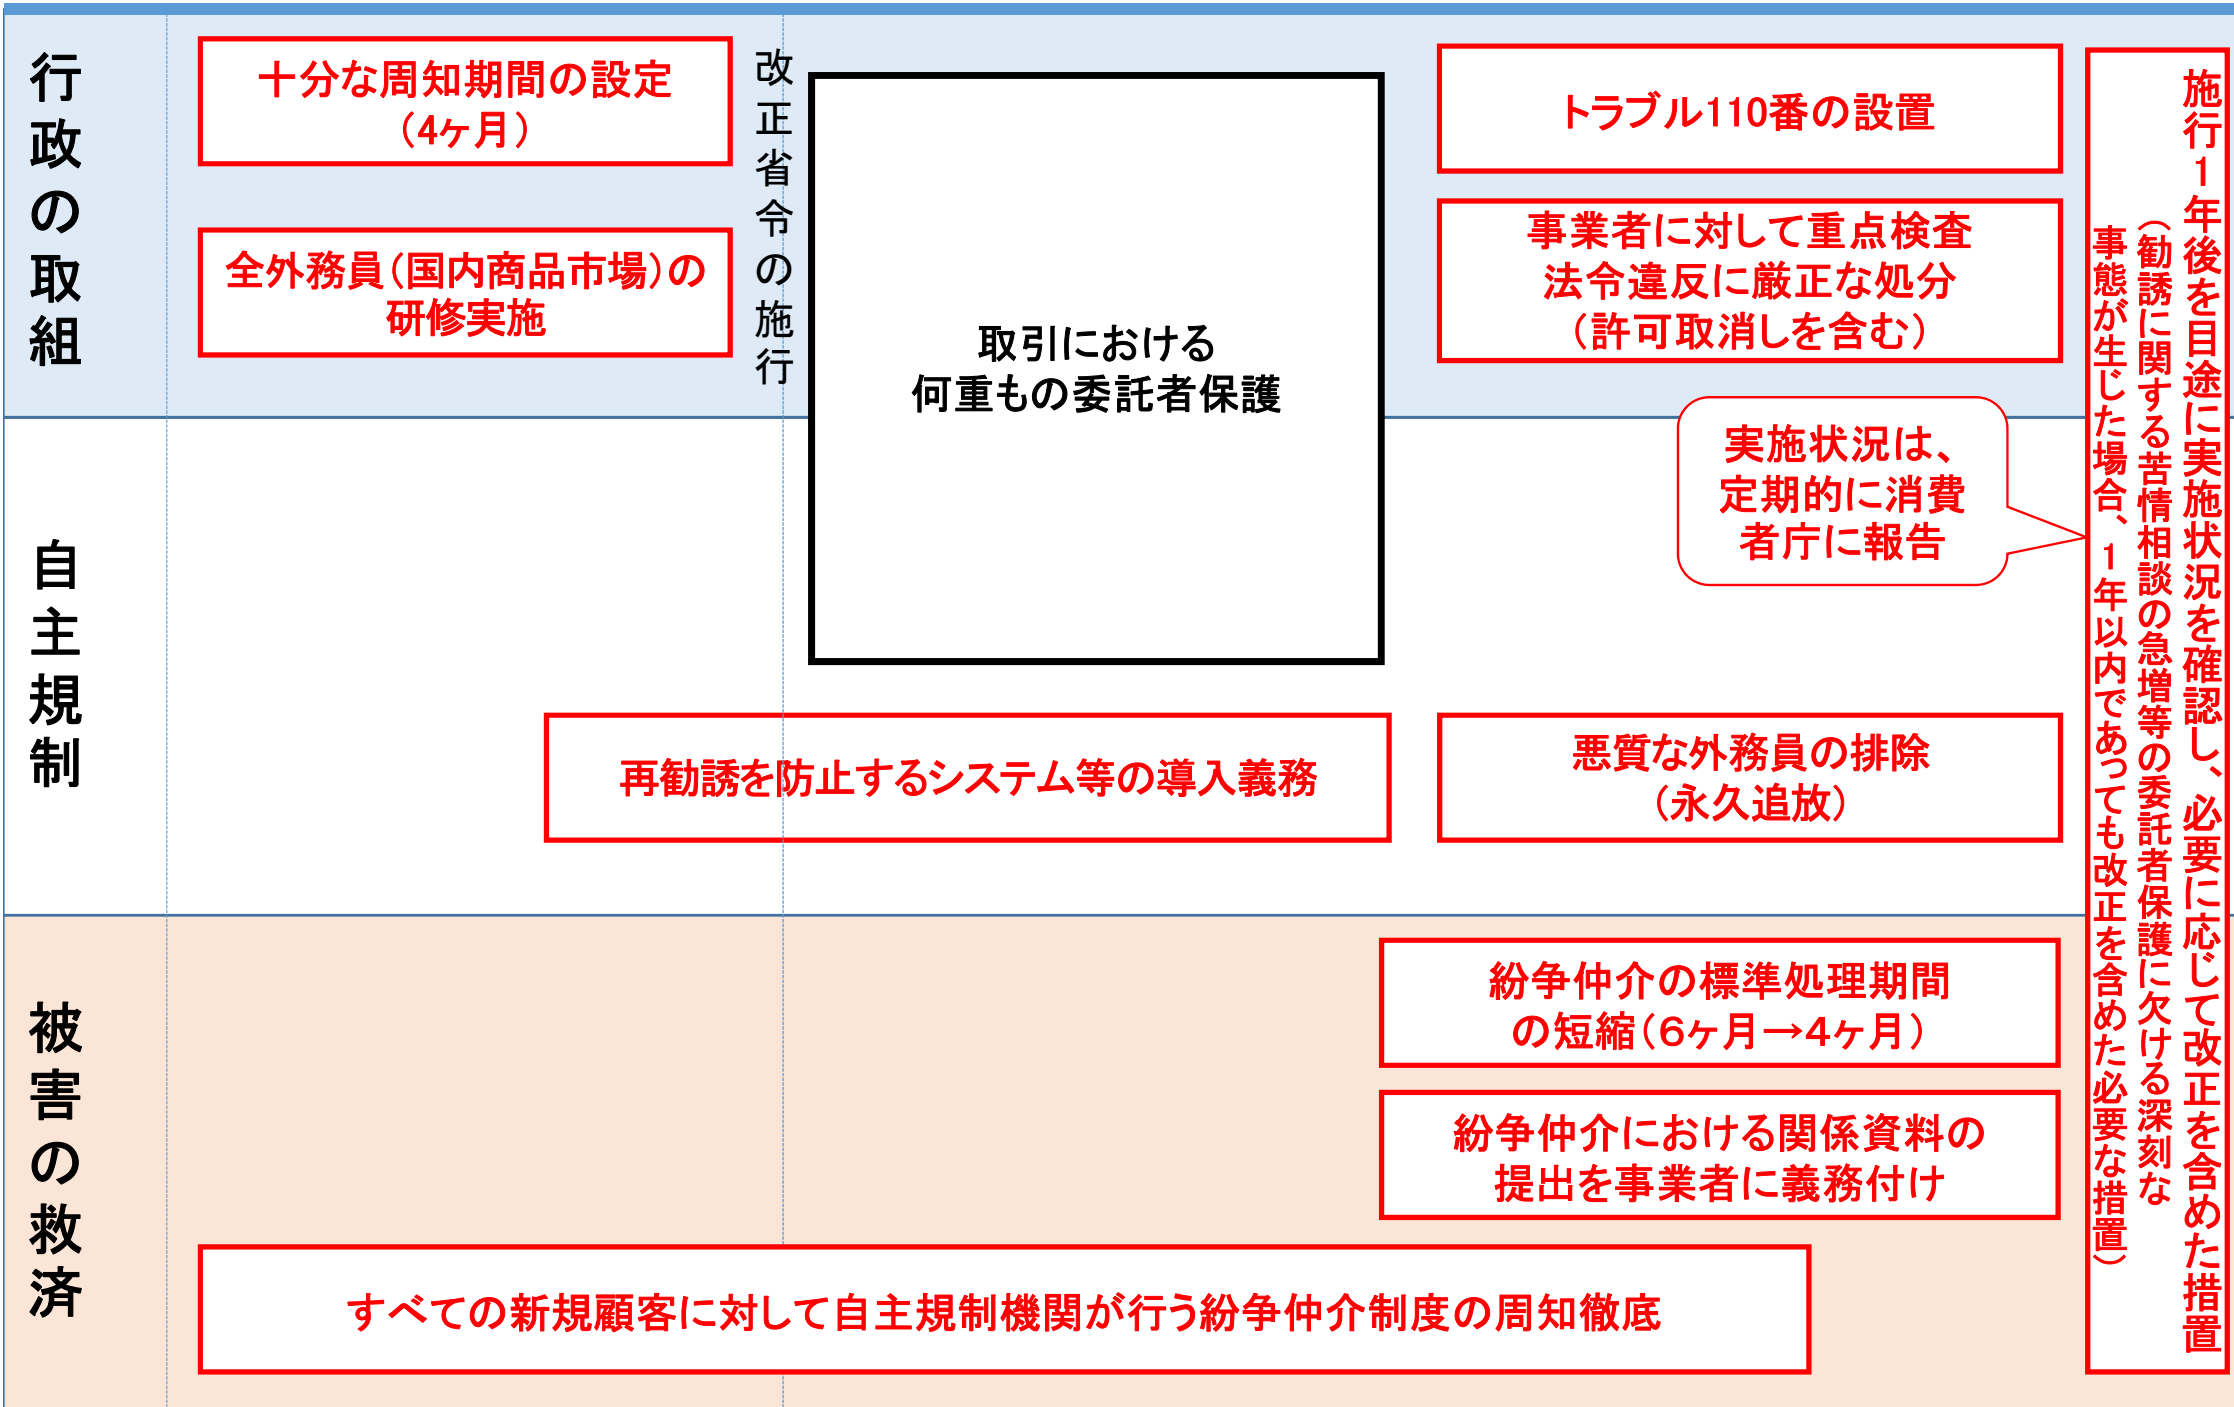 行政の取組
十分な周知期間の設定
（4ヶ月）
全外務員（国内商品市場）の
研修実施
改正省令の施行
取引における
何重もの委託者保護
トラブル110番の設置
事業者に対して重点検査
法令違反に厳正な処分
（許可取消しを含む）
自主規制
実施状況は、
定期的に消費
者庁に報告
再勧誘を防止するシステム等の導入義務
悪質な外務員の排除
（永久追放）
被害の救済
紛争仲介の標準処理期間
の短縮（６ヶ月→４ヶ月）
紛争仲介における関係資料の
提出を事業者に義務付け
すべての新規顧客に対して自主規制機関が行う紛争仲介制度の周知徹底
施行１年後を目途に実施状況を確認し、必要に応じて改正を含めた措置
（勧誘に関する苦情相談の急増等の委託者保護に欠ける深刻な
事態が生じた場合、１年以内であっても改正を含めた必要な措置）